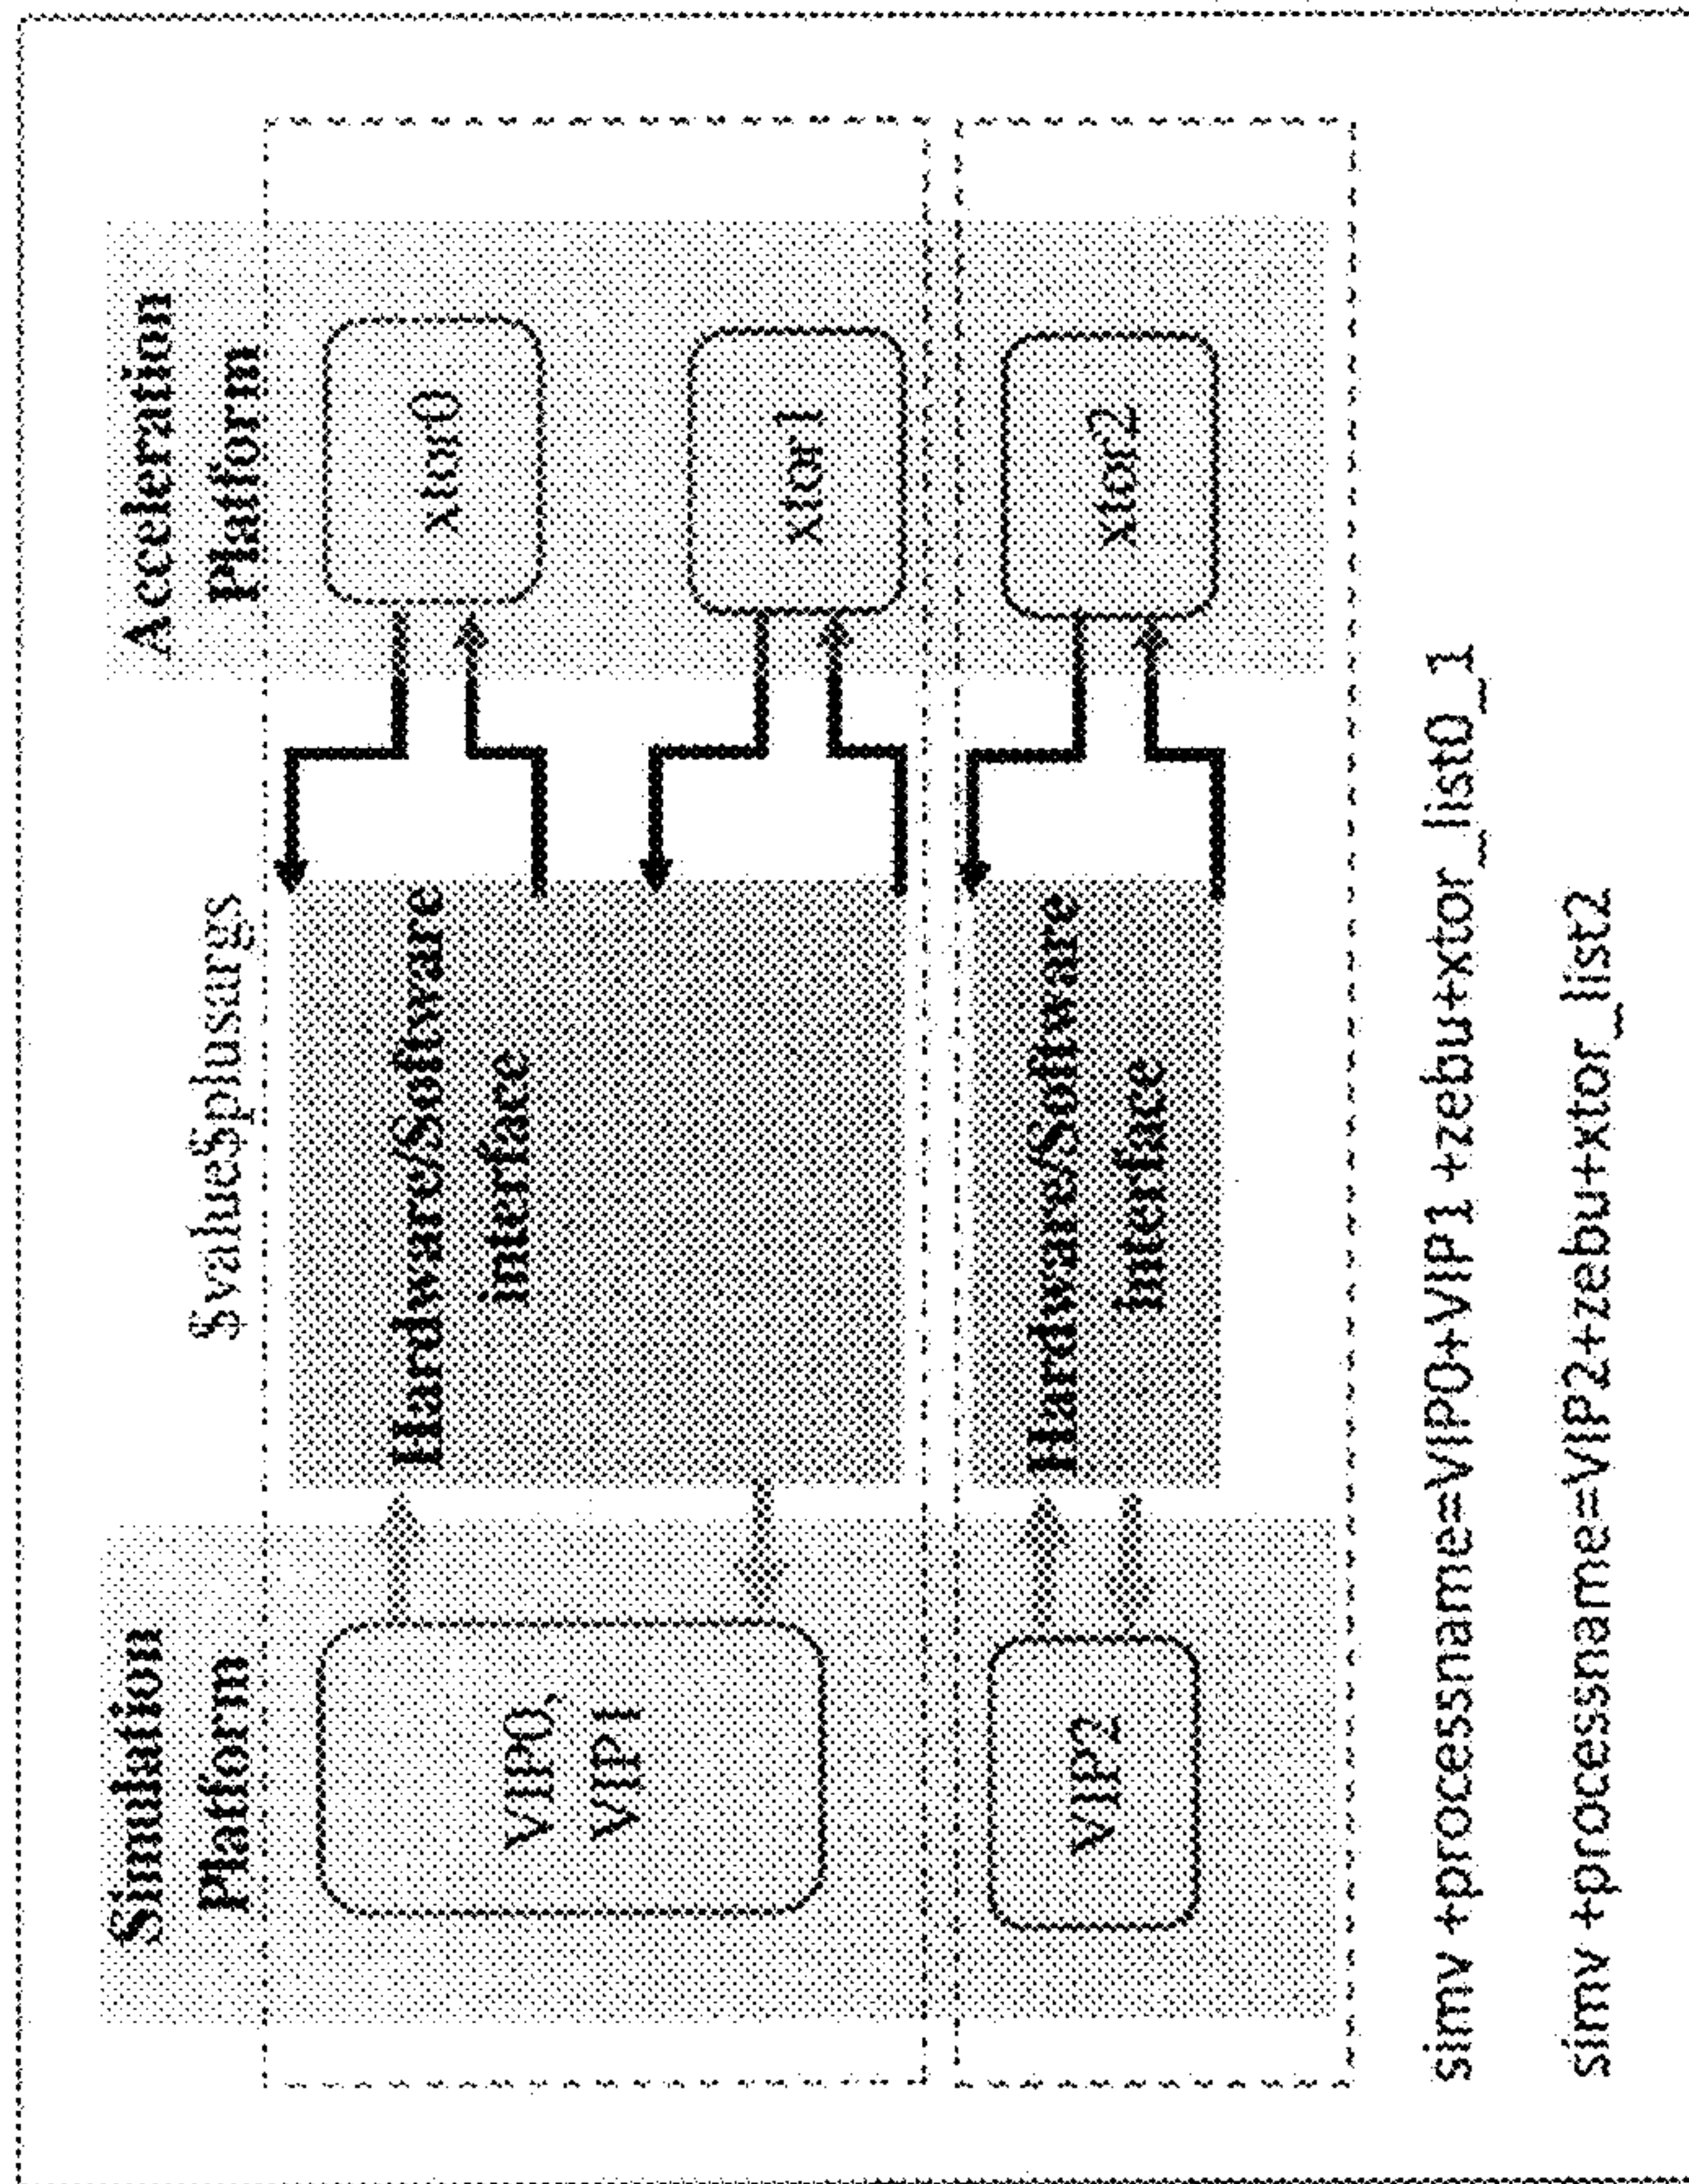 Simulation
Platform
$value$plusargs
Acceleration
Platform
VIP0,
VIP1
Hardware/Software
interface
xtor0
xtor1
VIP2
Hardware/Software
interface
xtor2
simv +processname=VIP0+VIP1 +zebu+xtor_list0_1
simv +processname=VIP2+zebu+xtor_list2